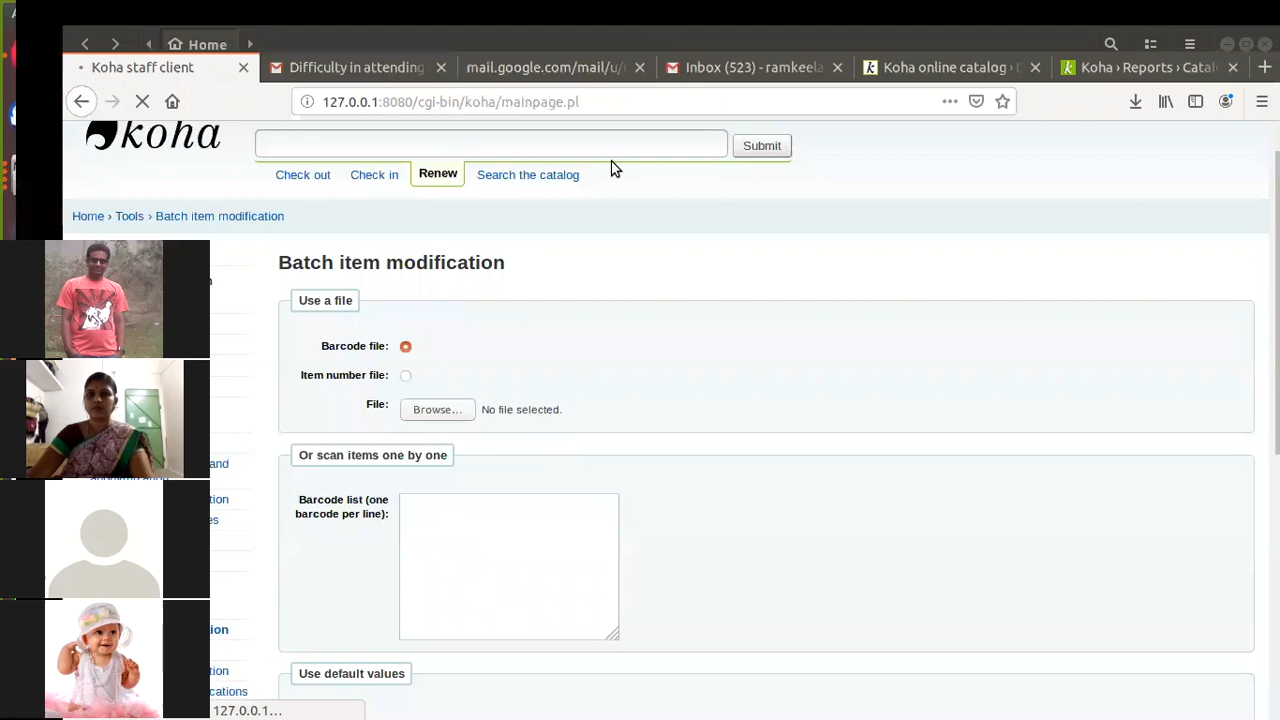 Home
Koha staff client
Difficulty in attending
mail.google.com/mail/u/
Inbox (523) - ramkeela
Koha online catalog ›
Koha › Reports › Catal
127.0.0.1:8080/cgi-bin/koha/mainpage.pl
koha
Submit
Check out
Check in
Renew
Search the catalog
Home › Tools › Batch item modification
Batch item modification
Use a file
Barcode file:
Item number file:
File:
Browse...
No file selected.
Or scan items one by one
and
tion
es
Barcode list (one
barcode per line):
tion
tion
cations
Use default values
127.0.0.1...